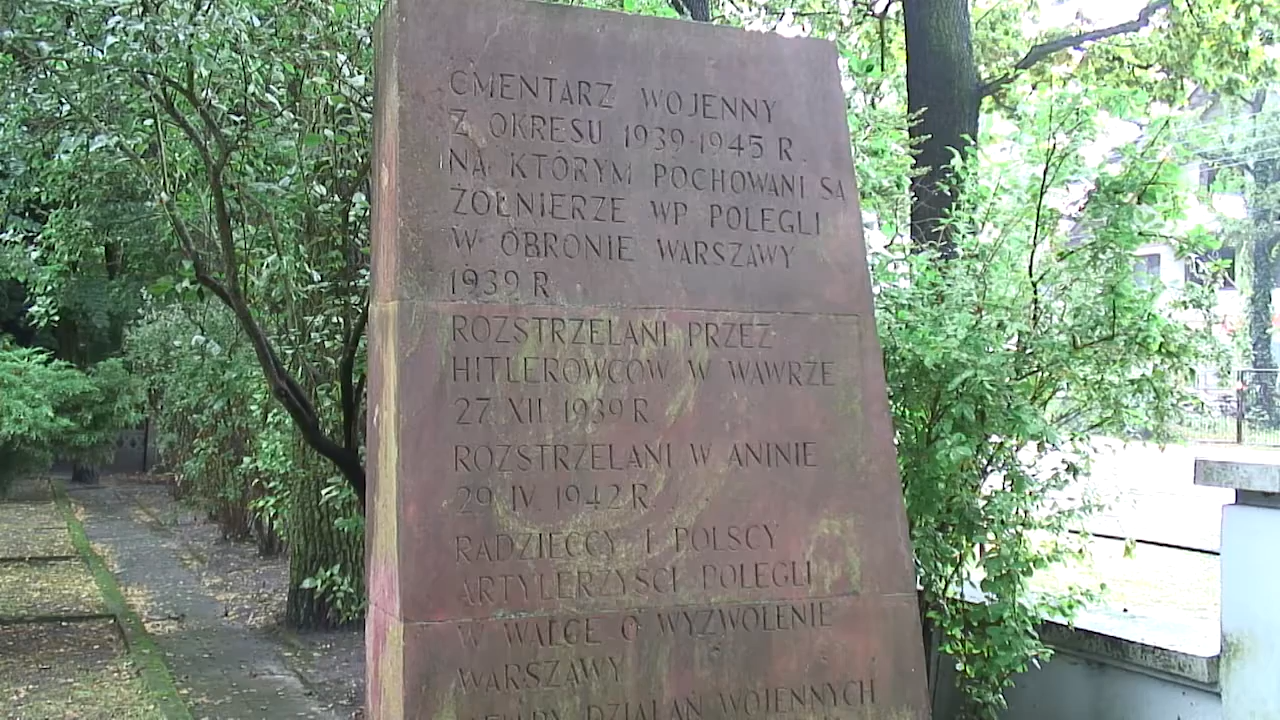 CMENTARZ WOJENNY
Z OKRESU 1939-1945 R.
NA KTÓRYM POCHOWANI SĄ
ŻOŁNIERZE WP POLEGLI
W OBRONIE WARSZAWY
1939 R
ROZSTRZELANI PRZEZ
HITLEROWCÓW W WAWRZE
27. XII. 1939 R
ROZSTRZELANI W ANINIE
29. IV. 1942 R.
RADZIECCY I POLSCY
ARTYLERZYŚCI POLEGLI
W WALCE O WYZWOLENIE
WARSZAWY
OFIARY DZIAŁAŃ WOJENNYCH